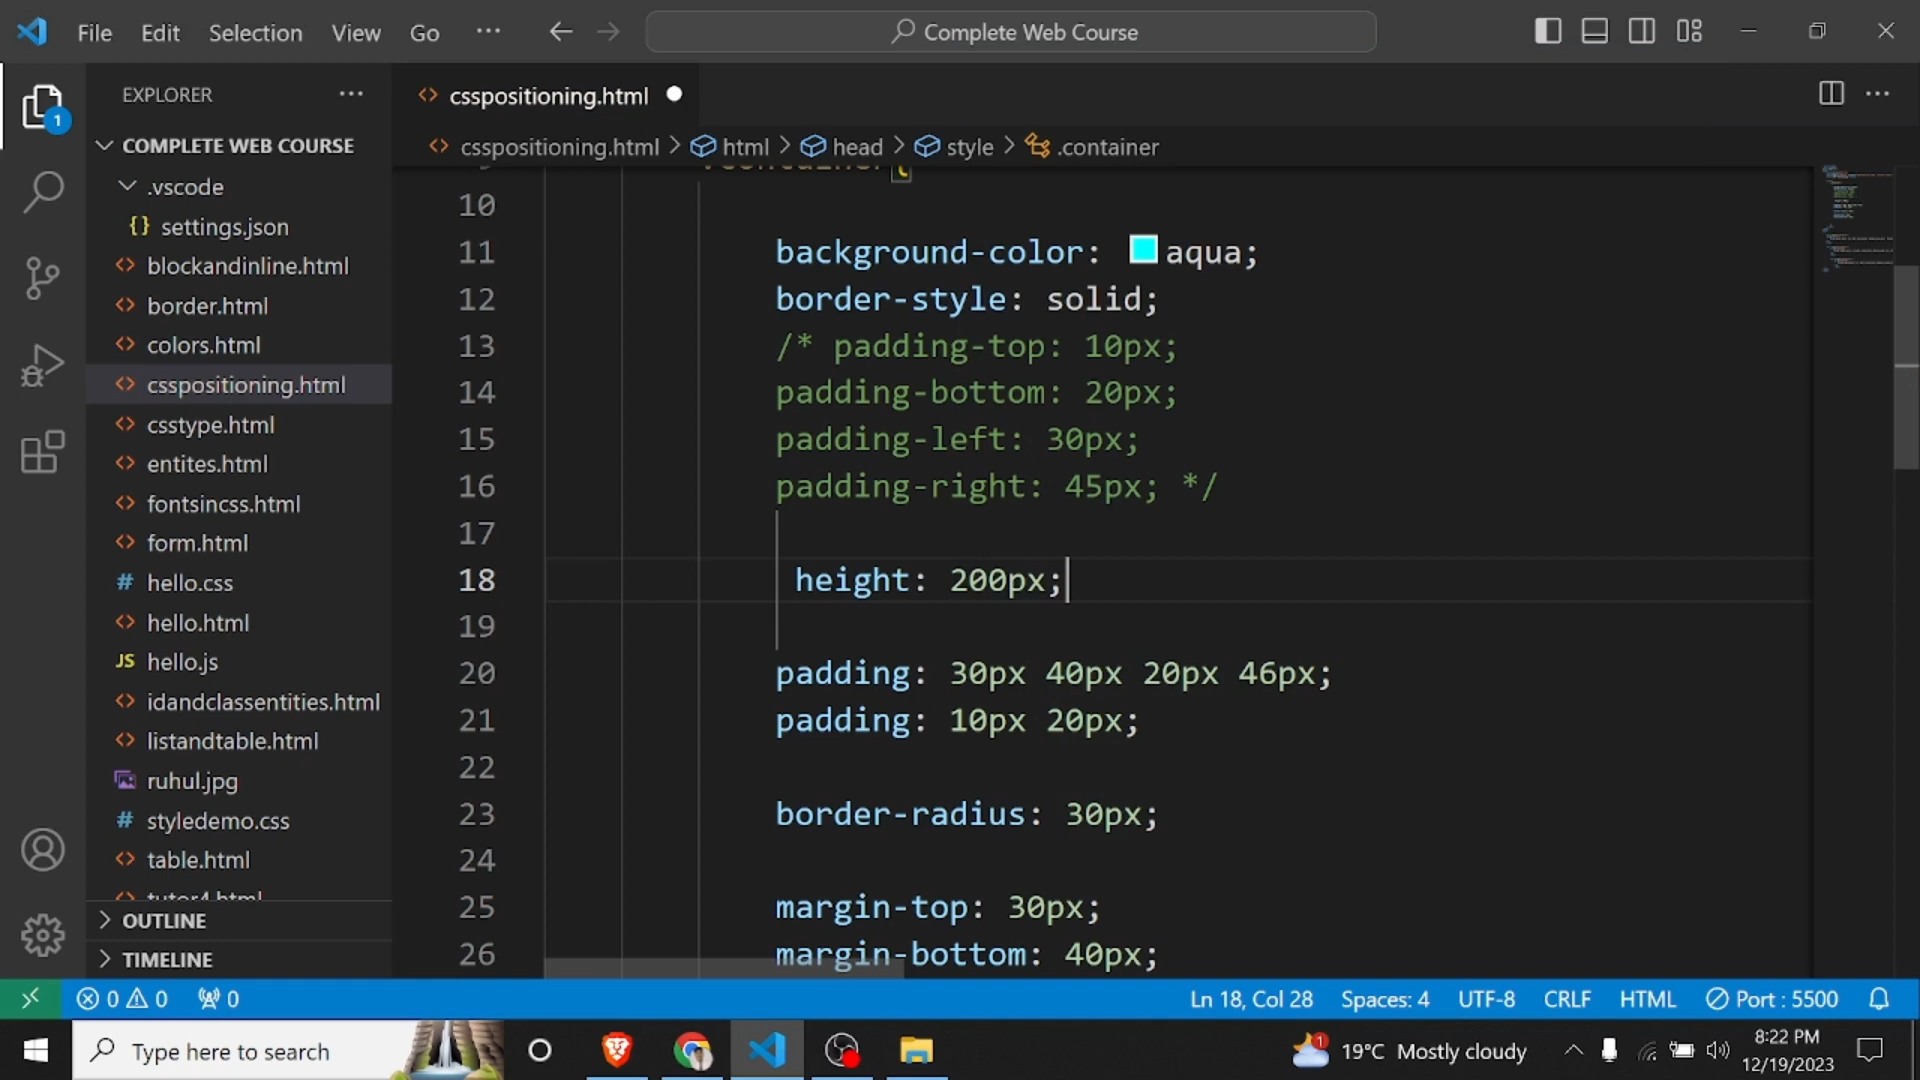 File Edit Selection View Go ··· Complete Web Course
EXPLORER ···
1
COMPLETE WEB COURSE
.vscode
{} settings.json
<> blockandinline.html
<> border.html
<> colors.html
<> csspositioning.html
<> csstype.html
<> entites.html
<> fontsincss.html
<> form.html
# hello.css
<> hello.html
JS hello.js
<> idandclassentities.html
<> listandtable.html
ruhul.jpg
# styledemo.css
<> table.html
<> tutor4.html
OUTLINE
TIMELINE
<> csspositioning.html
<> csspositioning.html > html > head > style > .container
.container{
10
11 background-color: aqua;
12 border-style: solid;
13 /* padding-top: 10px;
14 padding-bottom: 20px;
15 padding-left: 30px;
16 padding-right: 45px; */
17
18 height: 200px;
19
20 padding: 30px 40px 20px 46px;
21 padding: 10px 20px;
22
23 border-radius: 30px;
24
25 margin-top: 30px;
26 margin-bottom: 40px;
0 0 0 Ln 18, Col 28 Spaces: 4 UTF-8 CRLF HTML Port : 5500
Type here to search 1 19°C Mostly cloudy 8:22 PM
12/19/2023